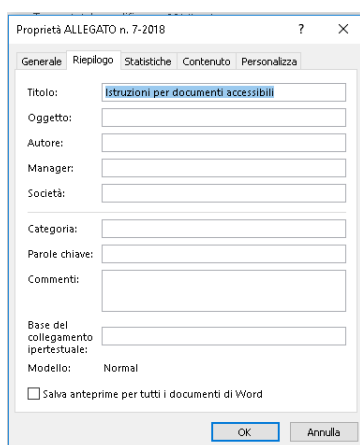 Proprietà ALLEGATO n. 7-2018 ? ✕
Generale Riepilogo Statistiche Contenuto Personalizza
Titolo: Istruzioni per documenti accessibili
Oggetto:
Autore:
Manager:
Società:
Categoria:
Parole chiave:
Commenti:
Base del
collegamento
ipertestuale:
Modello: Normal
Salva anteprime per tutti i documenti di Word
OK Annulla